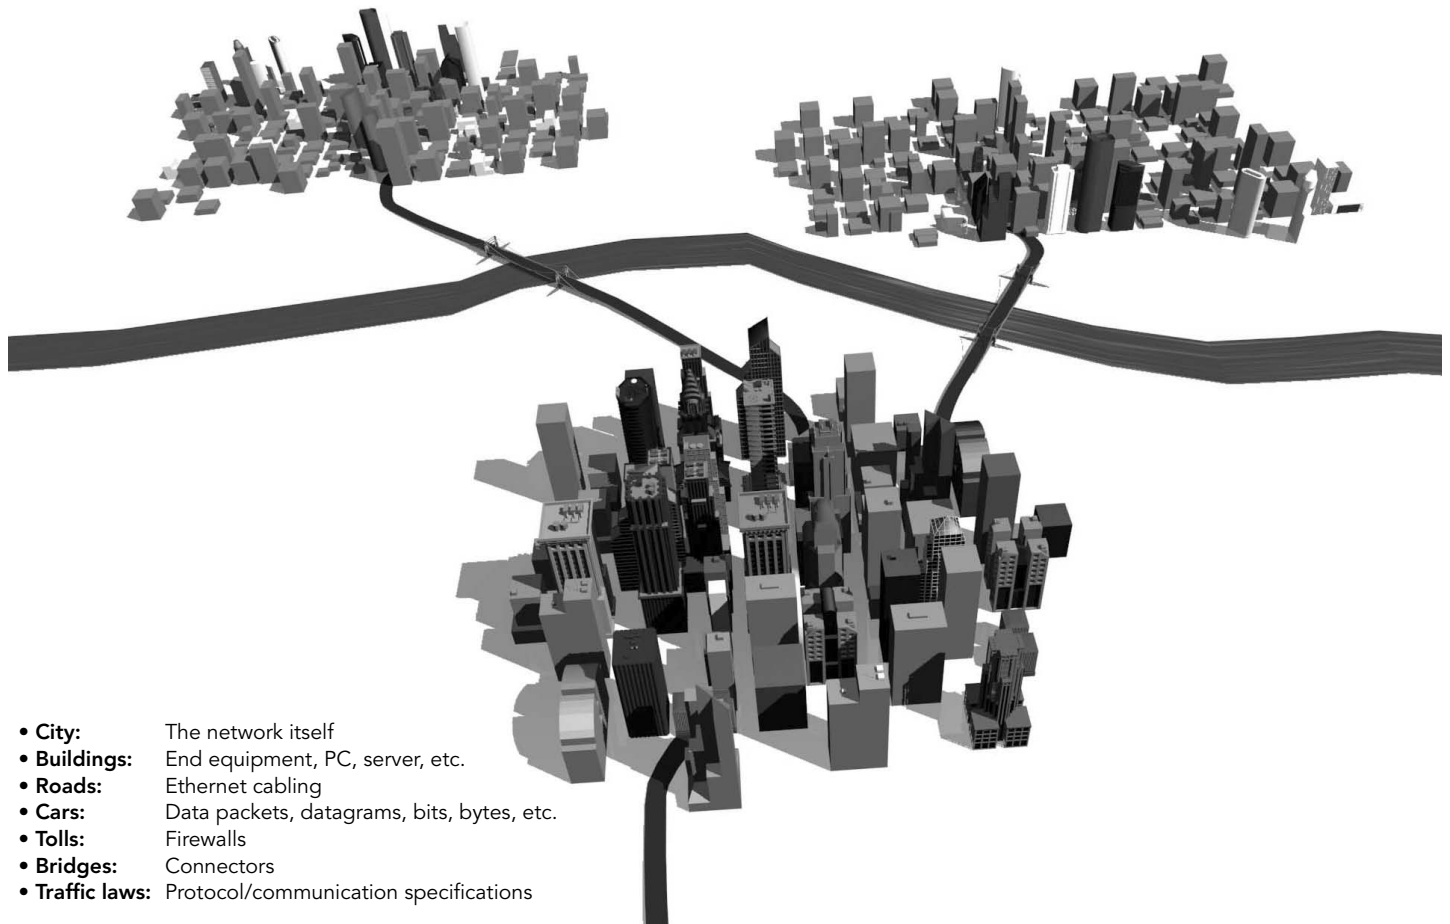 • City: The network itself
• Buildings: End equipment, PC, server, etc.
• Roads: Ethernet cabling
• Cars: Data packets, datagrams, bits, bytes, etc.
• Tolls: Firewalls
• Bridges: Connectors
• Traffic laws: Protocol/communication specifications